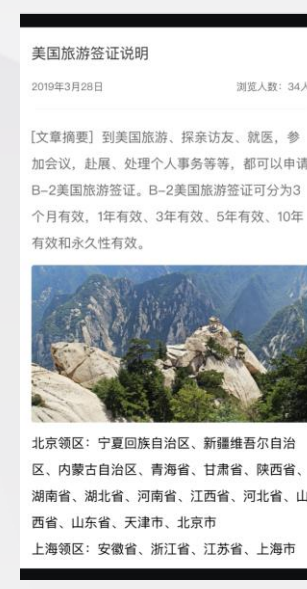 美国旅游签证说明
2019年3月28日 浏览人数：34人
[文章摘要] 到美国旅游、探亲访友、就医，参
加会议，赴展、处理个人事务等等，都可以申请
B-2美国旅游签证。B-2美国旅游签证可分为3
个月有效，1年有效、3年有效、5年有效、10年
有效和永久性有效。
北京领区：宁夏回族自治区、新疆维吾尔自治
区、内蒙古自治区、青海省、甘肃省、陕西省、
湖南省、湖北省、河南省、江西省、河北省、山
西省、山东省、天津市、北京市
上海领区：安徽省、浙江省、江苏省、上海市